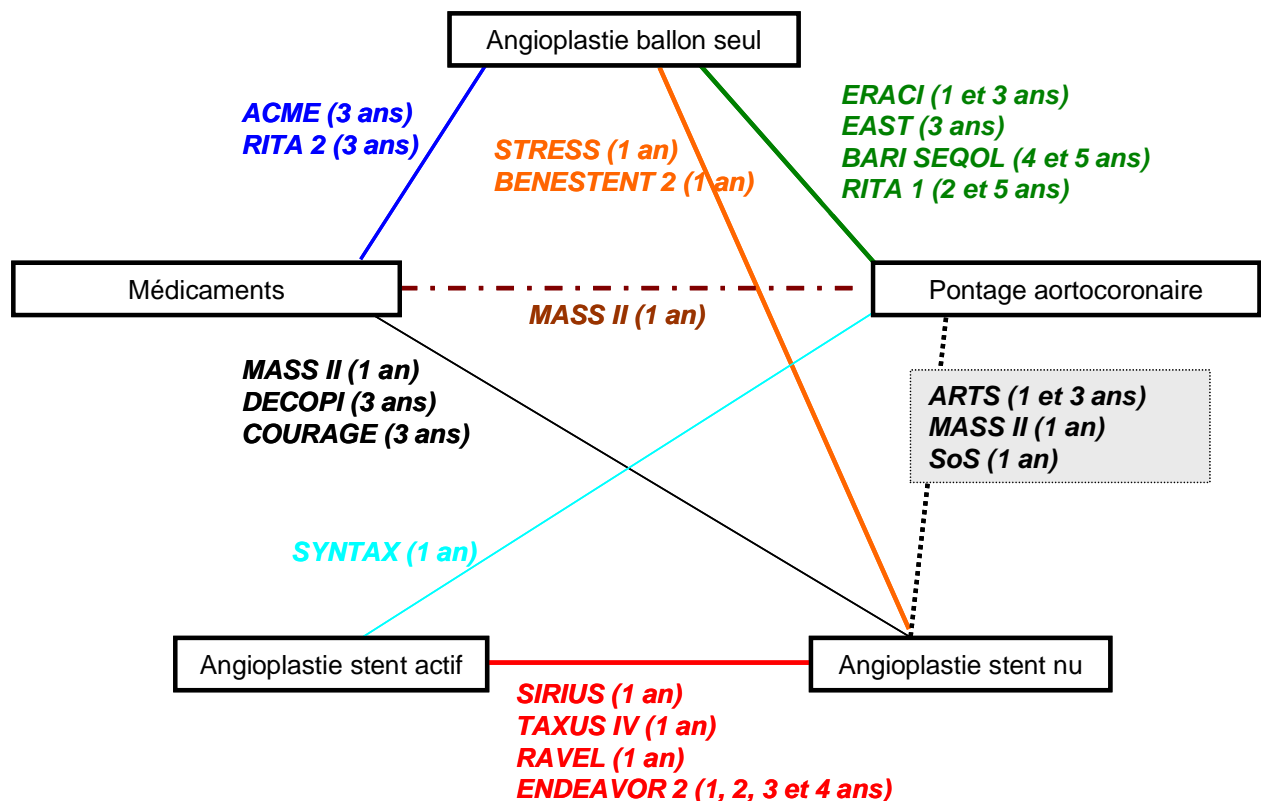 Angioplastie ballon seul
ACME (3 ans)
RITA 2 (3 ans)
STRESS (1 an)
BENESTENT 2 (1 an)
ERACI (1 et 3 ans)
EAST (3 ans)
BARI SEQOL (4 et 5 ans)
RITA 1 (2 et 5 ans)
Médicaments
MASS II (1 an)
Pontage aortocoronaire
MASS II (1 an)
DECOPI (3 ans)
COURAGE (3 ans)
ARTS (1 et 3 ans)
MASS II (1 an)
SoS (1 an)
SYNTAX (1 an)
Angioplastie stent actif
Angioplastie stent nu
SIRIUS (1 an)
TAXUS IV (1 an)
RAVEL (1 an)
ENDEAVOR 2 (1, 2, 3 et 4 ans)